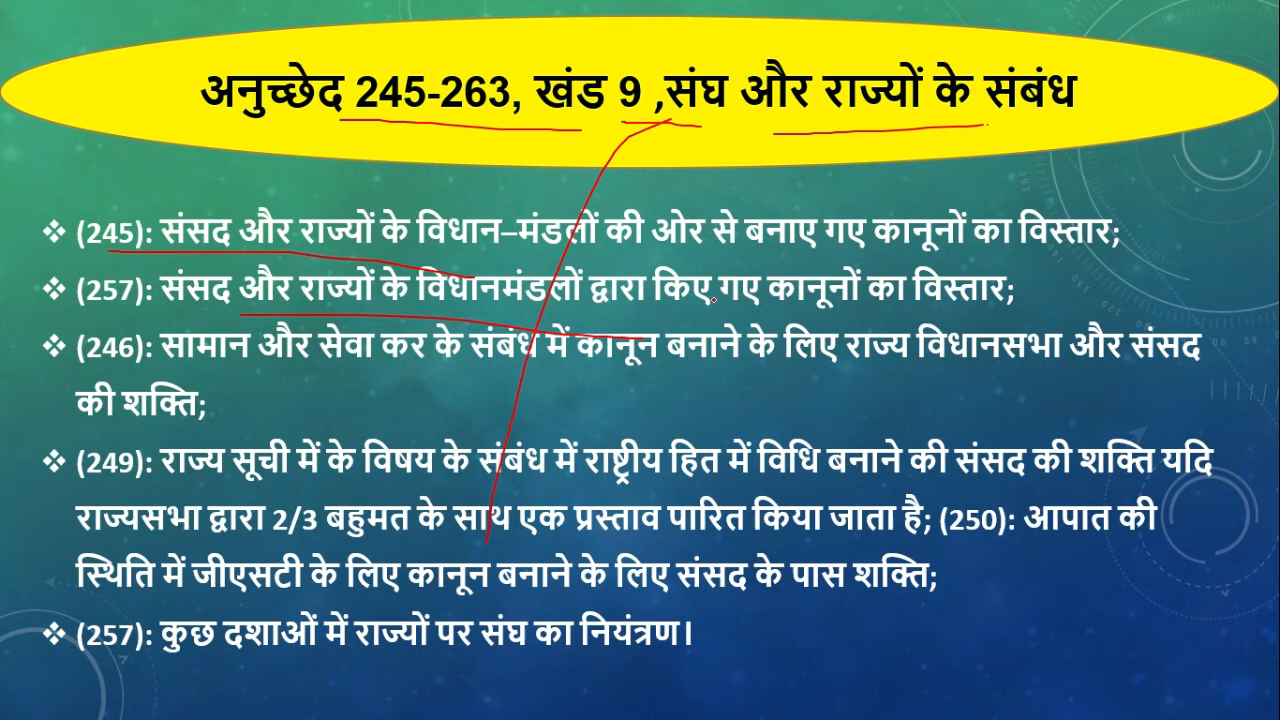 अनुच्छेद 245-263, खंड 9 ,संघ और राज्यों के संबंध
❖ (245): संसद और राज्यों के विधान–मंडलों की ओर से बनाए गए कानूनों का विस्तार;
❖ (257): संसद और राज्यों के विधानमंडलों द्वारा किए गए कानूनों का विस्तार;
❖ (246): सामान और सेवा कर के संबंध में कानून बनाने के लिए राज्य विधानसभा और संसद
की शक्ति;
❖ (249): राज्य सूची में के विषय के संबंध में राष्ट्रीय हित में विधि बनाने की संसद की शक्ति यदि
राज्यसभा द्वारा 2/3 बहुमत के साथ एक प्रस्ताव पारित किया जाता है; (250): आपात की
स्थिति में जीएसटी के लिए कानून बनाने के लिए संसद के पास शक्ति;
❖ (257): कुछ दशाओं में राज्यों पर संघ का नियंत्रण।